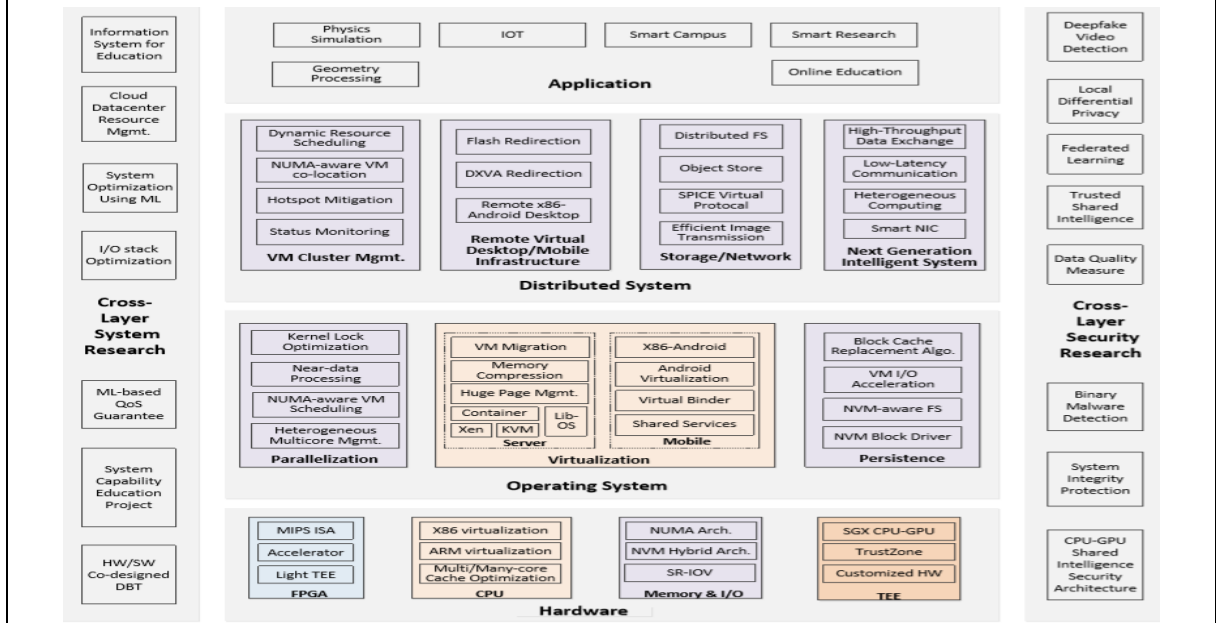 Information
System for
Education
Cloud
Datacenter
Resource
Mgmt.
System
Optimization
Using ML
I/O stack
Optimization
Cross-
Layer
System
Research
ML-based
QoS
Guarantee
System
Capability
Education
Project
HW/SW
Co-designed
DBT
Physics
Simulation
IOT
Smart Campus
Smart Research
Geometry
Processing
Online Education
Application
Dynamic Resource
Scheduling
NUMA-aware VM
co-location
Hotspot Mitigation
Status Monitoring
VM Cluster Mgmt.
Flash Redirection
DXVA Redirection
Remote x86-
Android Desktop
Remote Virtual
Desktop/Mobile
Infrastructure
Distributed FS
Object Store
SPICE Virtual
Protocal
Efficient Image
Transmission
Storage/Network
High-Throughput
Data Exchange
Low-Latency
Communication
Heterogeneous
Computing
Smart NIC
Next Generation
Intelligent System
Distributed System
Kernel Lock
Optimization
Near-data
Processing
NUMA-aware VM
Scheduling
Heterogeneous
Multicore Mgmt.
Parallelization
VM Migration
Memory
Compression
Huge Page Mgmt.
Container
Xen
KVM
Lib-
OS
Server
X86-Android
Android
Virtualization
Virtual Binder
Shared Services
Mobile
Virtualization
Block Cache
Replacement Algo.
VM I/O
Acceleration
NVM-aware FS
NVM Block Driver
Persistence
Operating System
MIPS ISA
Accelerator
Light TEE
FPGA
X86 virtualization
ARM virtualization
Multi/Many-core
Cache Optimization
CPU
NUMA Arch.
NVM Hybrid Arch.
SR-IOV
Memory & I/O
SGX CPU-GPU
TrustZone
Customized HW
TEE
Hardware
Deepfake
Video
Detection
Local
Differential
Privacy
Federated
Learning
Trusted
Shared
Intelligence
Data Quality
Measure
Cross-
Layer
Security
Research
Binary
Malware
Detection
System
Integrity
Protection
CPU-GPU
Shared
Intelligence
Security
Architecture